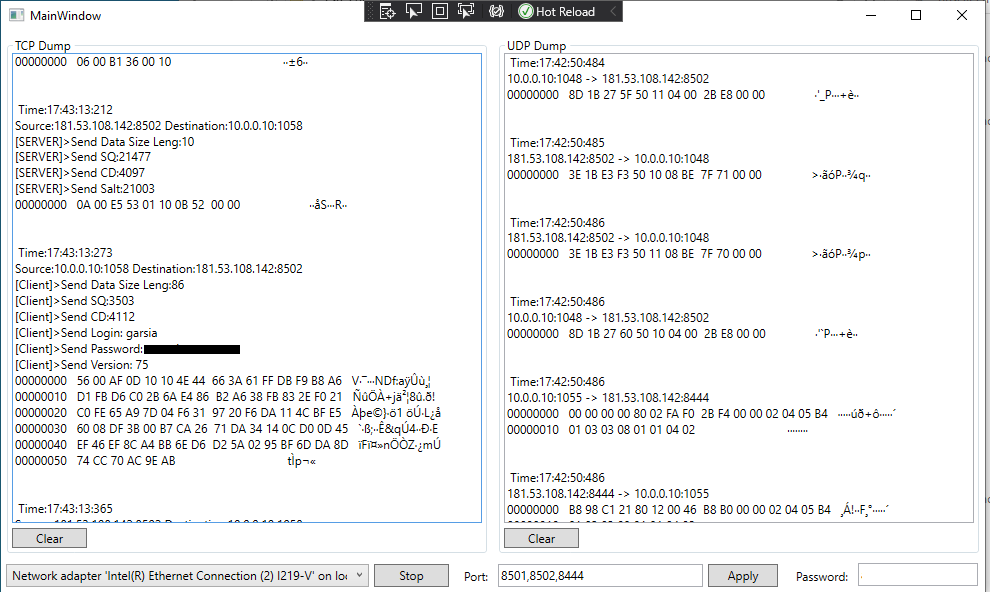 MainWindow
Hot Reload
TCP Dump
00000000 06 00 B1 36 00 10 ··±6··
Time:17:43:13:212
Source:181.53.108.142:8502 Destination:10.0.0.10:1058
[SERVER]>Send Data Size Leng:10
[SERVER]>Send SQ:21477
[SERVER]>Send CD:4097
[SERVER]>Send Salt:21003
00000000 0A 00 E5 53 01 10 0B 52 00 00 ··åS···R··
Time:17:43:13:273
Source:10.0.0.10:1058 Destination:181.53.108.142:8502
[Client]>Send Data Size Leng:86
[Client]>Send SQ:3503
[Client]>Send CD:4112
[Client]>Send Login: garsia
[Client]>Send Password:
[Client]>Send Version: 75
00000000 56 00 AF 0D 10 10 4E 44 66 3A 61 FF DB F9 B8 A6 V·¯···NDf:aÿÛù¸¦
00000010 D1 FB D6 C0 2B 6A E4 86 B2 A6 38 FB 83 2E F0 21 ÑûÖÀ+jä·²¦8û·.ð!
00000020 C0 FE 65 A9 7D 04 F6 31 97 20 F6 DA 11 4C BF E5 Àþe©}·ö1· öÚ·L¿å
00000030 60 08 DF 3B 00 B7 CA 26 71 DA 34 14 0C D0 0D 45 `·ß;··Ê&qÚ4··Ð·E
00000040 EF 46 EF 8C A4 BB 6E D6 D2 5A 02 95 BF 6D DA 8D ïFï·¤»nÖÒZ··¿mÚ
00000050 74 CC 70 AC 9E AB tÌp¬·«
Time:17:43:13:365
Clear
UDP Dump
Time:17:42:50:484
10.0.0.10:1048 -> 181.53.108.142:8502
00000000 8D 1B 27 5F 50 11 04 00 2B E8 00 00 ·'_P···+è··
Time:17:42:50:485
181.53.108.142:8502 -> 10.0.0.10:1048
00000000 3E 1B E3 F3 50 10 08 BE 7F 71 00 00 >·ãóP··¾q··
Time:17:42:50:486
181.53.108.142:8502 -> 10.0.0.10:1048
00000000 3E 1B E3 F3 50 11 08 BE 7F 70 00 00 >·ãóP··¾p··
Time:17:42:50:486
10.0.0.10:1048 -> 181.53.108.142:8502
00000000 8D 1B 27 60 50 10 04 00 2B E8 00 00 ·'`P···+è··
Time:17:42:50:486
10.0.0.10:1055 -> 181.53.108.142:8444
00000000 00 00 00 00 80 02 FA F0 2B F4 00 00 02 04 05 B4 ·····úð+ô·····´
00000010 01 03 03 08 01 01 04 02 ········
Time:17:42:50:486
181.53.108.142:8444 -> 10.0.0.10:1055
00000000 B8 98 C1 21 80 12 00 46 B8 B0 00 00 02 04 05 B4 ¸Á!··F¸°·····´
Clear
Network adapter 'Intel(R) Ethernet Connection (2) I219-V' on loc
Stop
Port:
8501,8502,8444
Apply
Password: